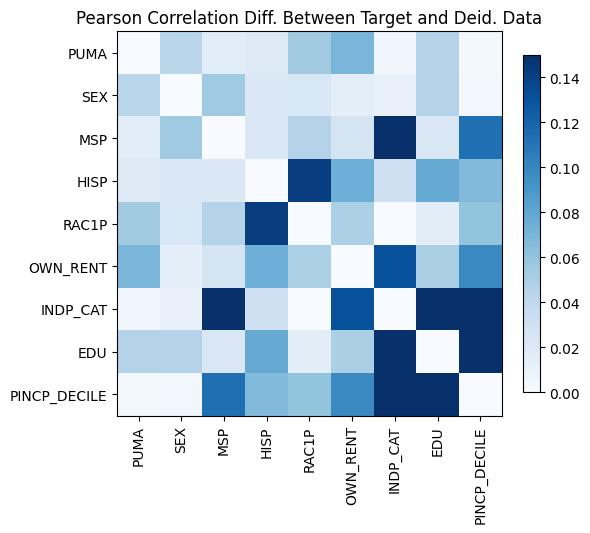 Pearson Correlation Diff. Between Target and Deid. Data
PUMA
SEX
MSP
HISP
RAC1P
OWN_RENT
INDP_CAT
EDU
PINCP_DECILE
PUMA
SEX
MSP
HISP
RAC1P
OWN_RENT
INDP_CAT
EDU
PINCP_DECILE
0.14
0.12
0.10
0.08
0.06
0.04
0.02
0.00